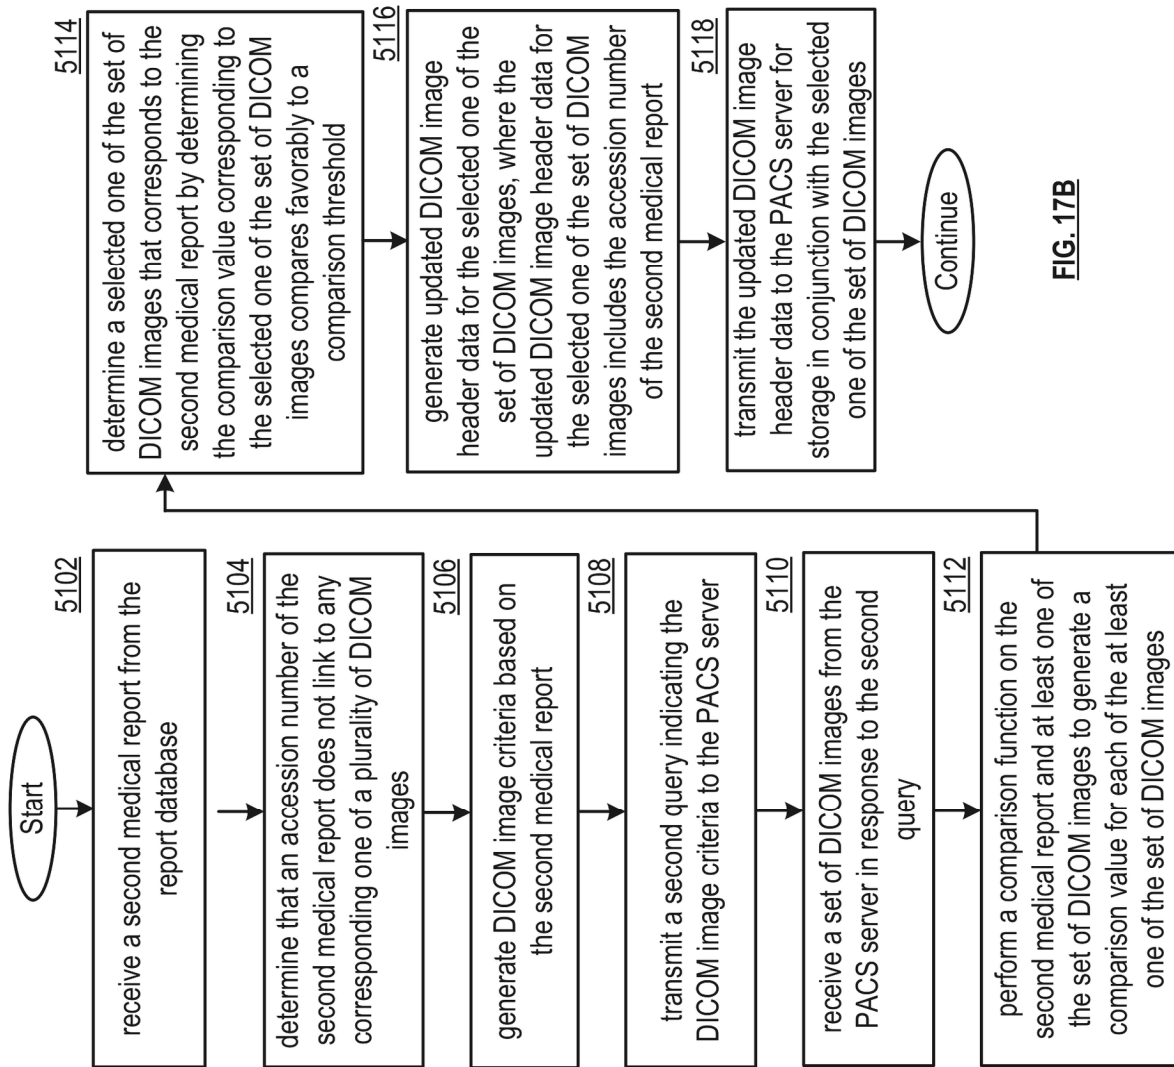 Start
5102
receive a second medical report from the
report database
5104
determine that an accession number of the
second medical report does not link to any
corresponding one of a plurality of DICOM
images
5106
generate DICOM image criteria based on
the second medical report
5108
transmit a second query indicating the
DICOM image criteria to the PACS server
5110
receive a set of DICOM images from the
PACS server in response to the second
query
5112
perform a comparison function on the
second medical report and at least one of
the set of DICOM images to generate a
comparison value for each of the at least
one of the set of DICOM images
5114
determine a selected one of the set of
DICOM images that corresponds to the
second medical report by determining
the comparison value corresponding to
the selected one of the set of DICOM
images compares favorably to a
comparison threshold
5116
generate updated DICOM image
header data for the selected one of the
set of DICOM images, where the
updated DICOM image header data for
the selected one of the set of DICOM
images includes the accession number
of the second medical report
5118
transmit the updated DICOM image
header data to the PACS server for
storage in conjunction with the selected
one of the set of DICOM images
Continue
FIG. 17B